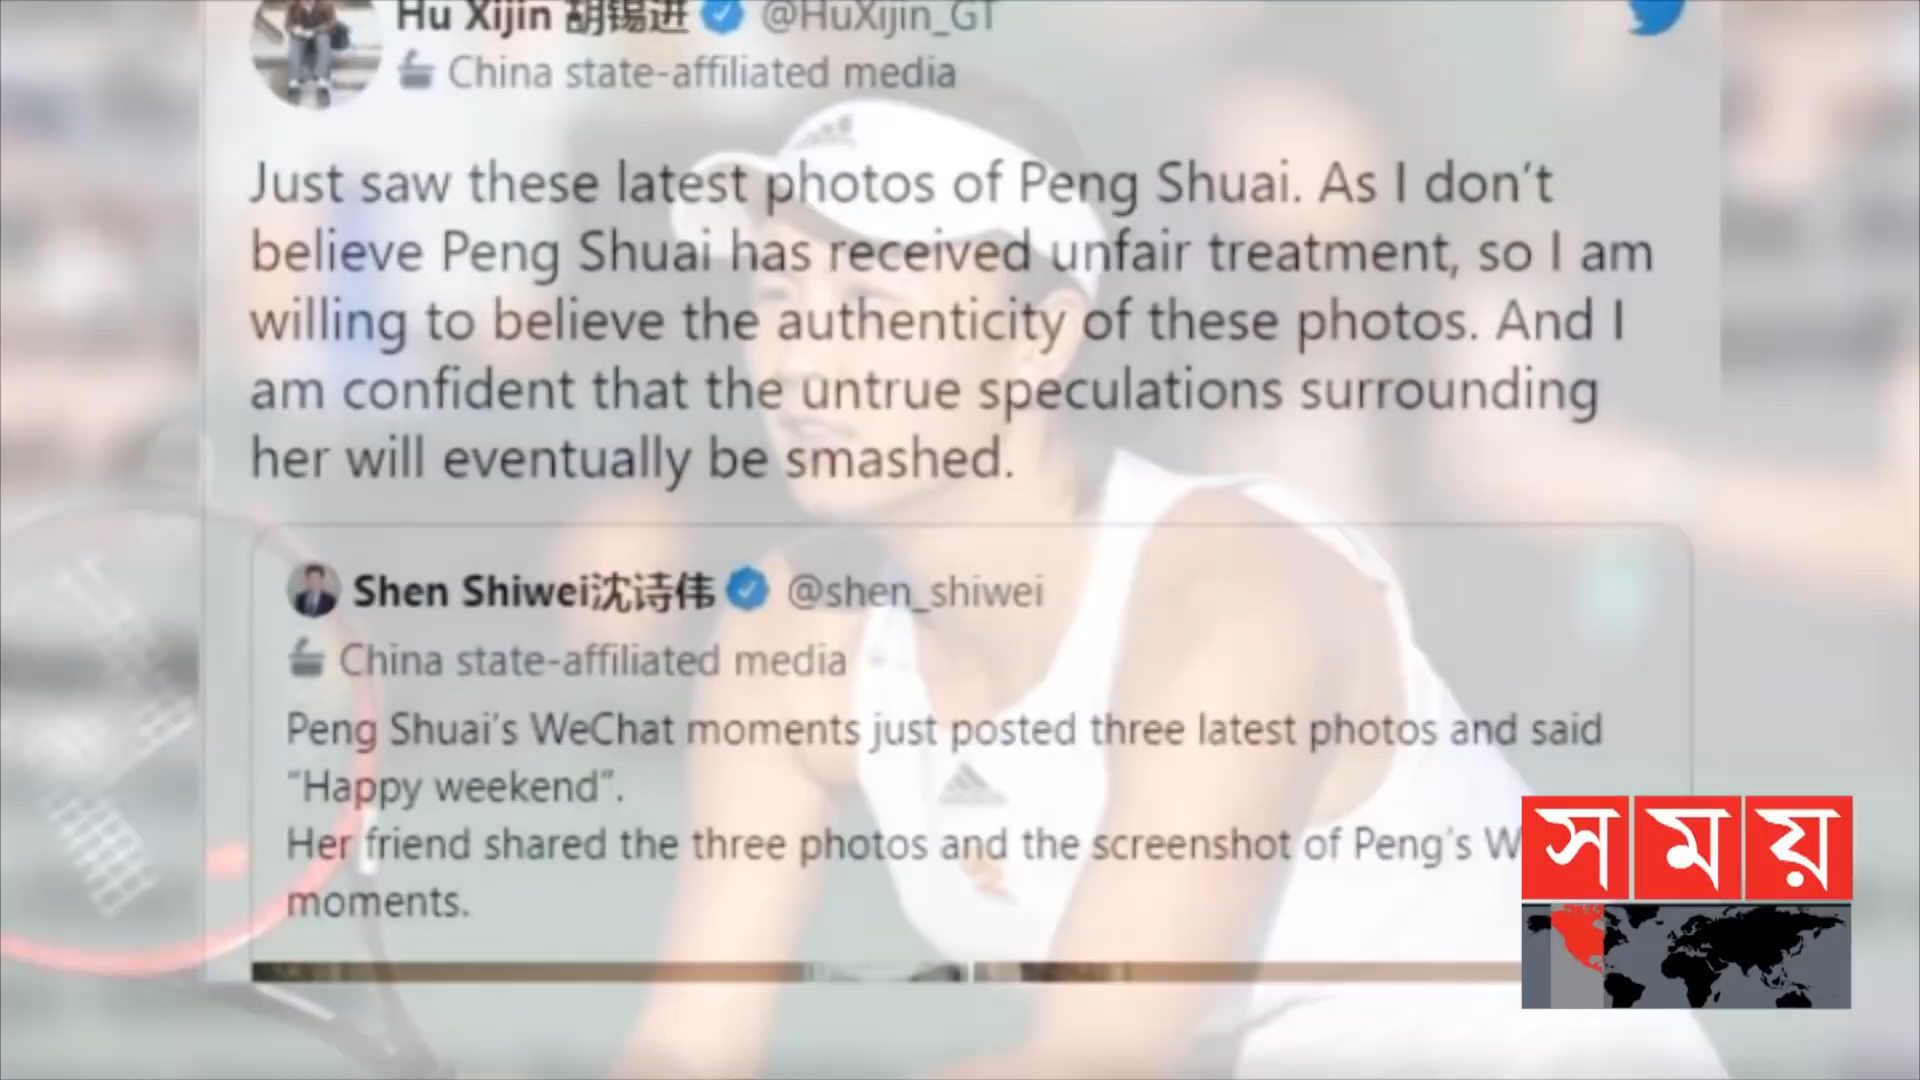 Hu Xijin 胡锡进 @HuXijin_GT
China state-affiliated media
Just saw these latest photos of Peng Shuai. As I don’t
believe Peng Shuai has received unfair treatment, so I am
willing to believe the authenticity of these photos. And I
am confident that the untrue speculations surrounding
her will eventually be smashed.
Shen Shiwei沈诗伟 @shen_shiwei
China state-affiliated media
Peng Shuai’s WeChat moments just posted three latest photos and said
“Happy weekend”.
Her friend shared the three photos and the screenshot of Peng’s W
moments.
সময়